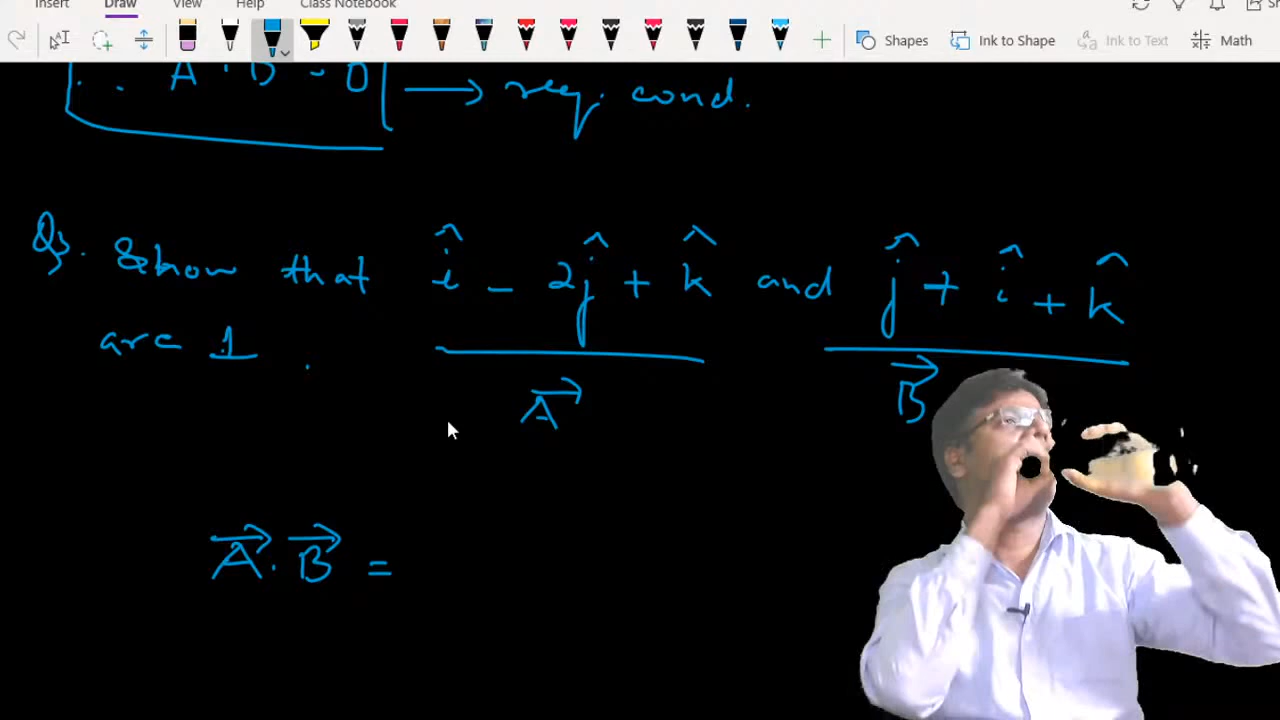 Insert Draw View Help Class Notebook
Shapes Ink to Shape Ink to Text Math
∴ A · B = 0 → req. cond.
Q3. Show that î - 2ĵ + k̂ and ĵ + î + k̂
are ⊥.
A⃗ B⃗
A⃗ · B⃗ =